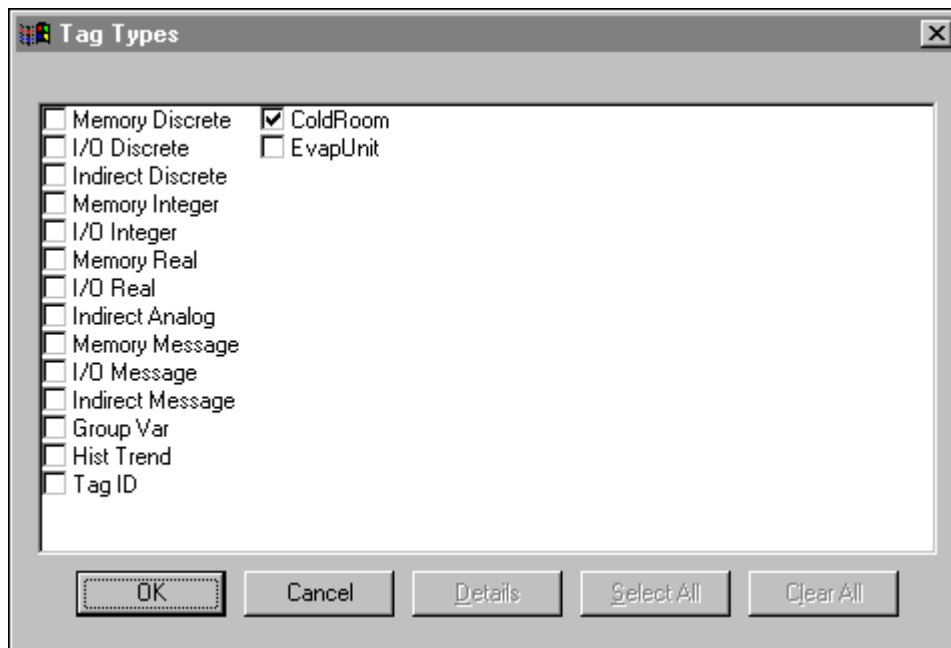 Tag Types
Memory Discrete
I/O Discrete
Indirect Discrete
Memory Integer
I/O Integer
Memory Real
I/O Real
Indirect Analog
Memory Message
I/O Message
Indirect Message
Group Var
Hist Trend
Tag ID
ColdRoom
EvapUnit
OK
Cancel
Details
Select All
Clear All